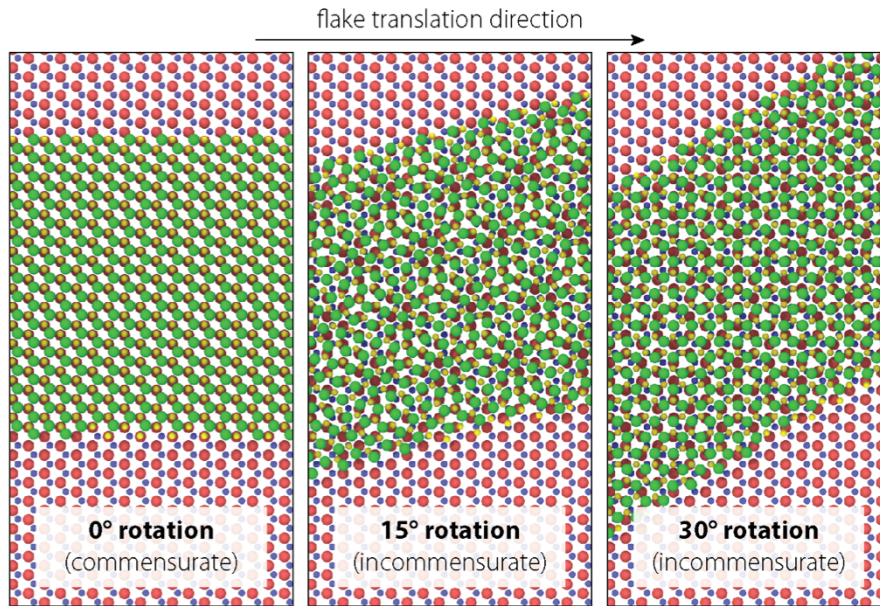 flake translation direction
0° rotation
(commensurate)
15° rotation
(incommensurate)
30° rotation
(incommensurate)